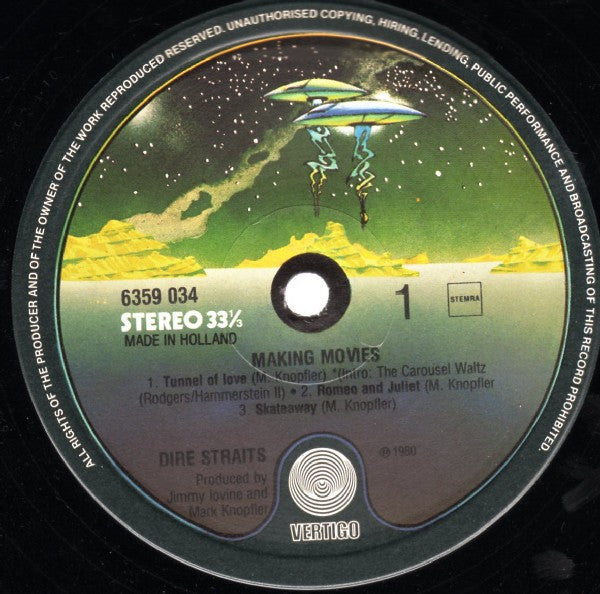 ALL RIGHTS OF THE PRODUCER AND OF THE OWNER OF THE WORK REPRODUCED RESERVED. UNAUTHORISED COPYING, HIRING, LENDING, PUBLIC PERFORMANCE AND BROADCASTING OF THIS RECORD PROHIBITED.
6359 034
STEREO 33⅓
MADE IN HOLLAND
1
STEMRA
MAKING MOVIES
1. Tunnel of love (M. Knopfler) *(Intro: The Carousel Waltz
(Rodgers/Hammerstein II) • 2. Romeo and Juliet (M. Knopfler
3. Skateaway (M. Knopfler)
DIRE STRAITS
℗ 1980
Produced by
Jimmy Iovine and
Mark Knopfler
VERTIGO